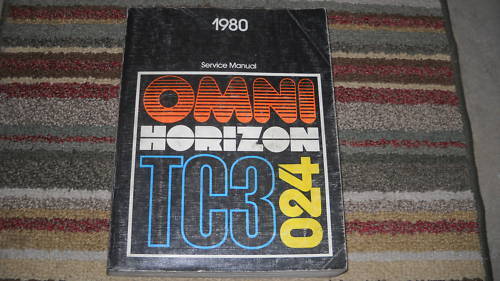 1980
Service Manual
OMNI
HORIZON
TC3
024